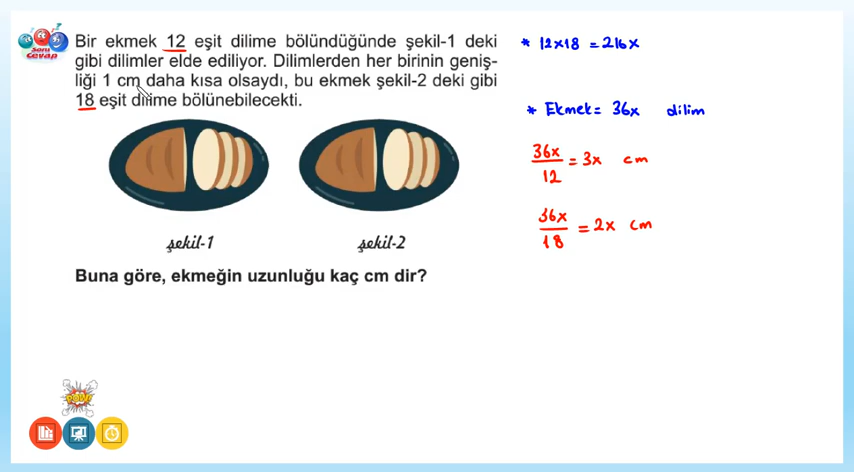 Soru
Cevap
Bir ekmek 12 eşit dilime bölündüğünde şekil-1 deki
gibi dilimler elde ediliyor. Dilimlerden her birinin geniş-
liği 1 cm daha kısa olsaydı, bu ekmek şekil-2 deki gibi
18 eşit dilime bölünebilecekti.
şekil-1
şekil-2
Buna göre, ekmeğin uzunluğu kaç cm dir?
* 12x18 = 216x
* Ekmek = 36x dilim
36x
12
= 3x cm
36x
18
= 2x cm
POW!